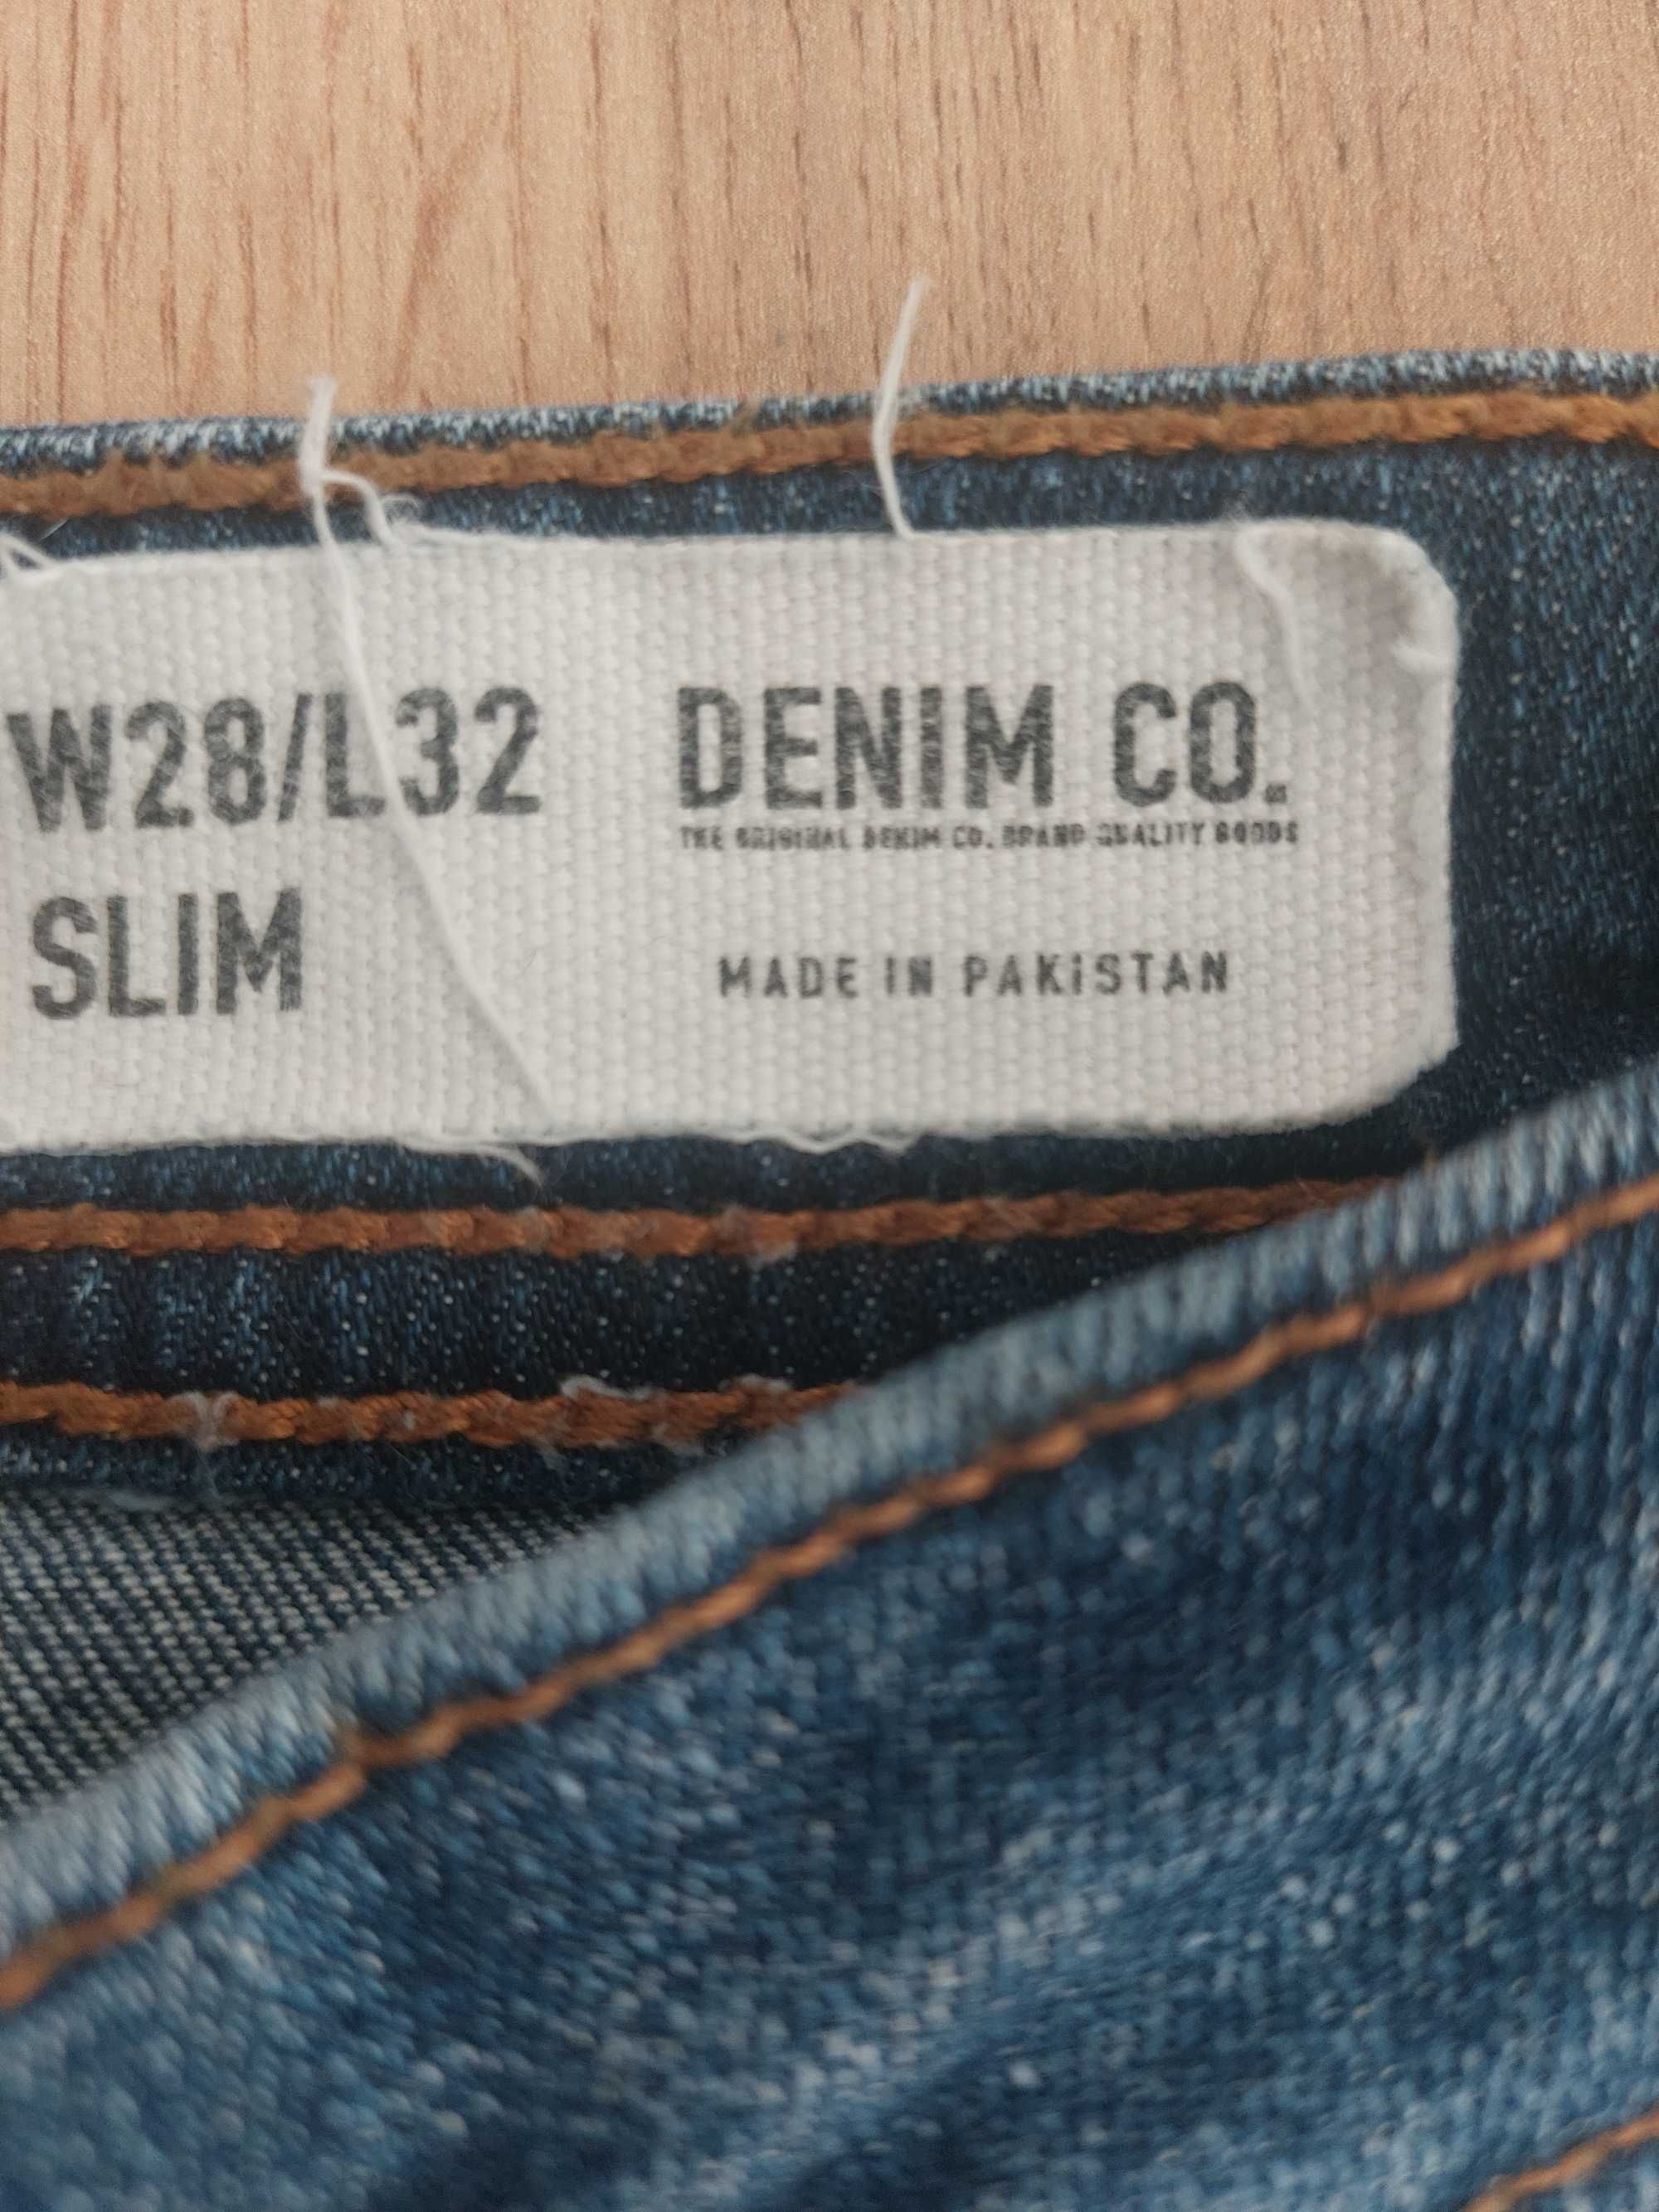 W28/L32
SLIM
DENIM CO.
THE ORIGINAL DENIM CO. BRAND QUALITY GOODS
MADE IN PAKISTAN